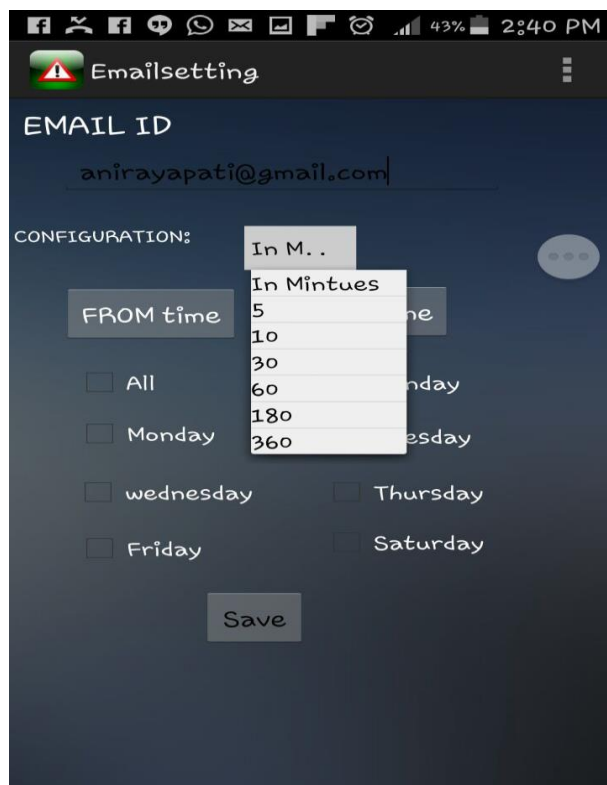 43% 2:40 PM
Emailsetting
EMAIL ID
anirayapati@gmail.com
CONFIGURATION:
In M..
In Mintues
FROM time
5
ne
10
30
All
60
nday
180
Monday
360
esday
wednesday
Thursday
Friday
Saturday
Save